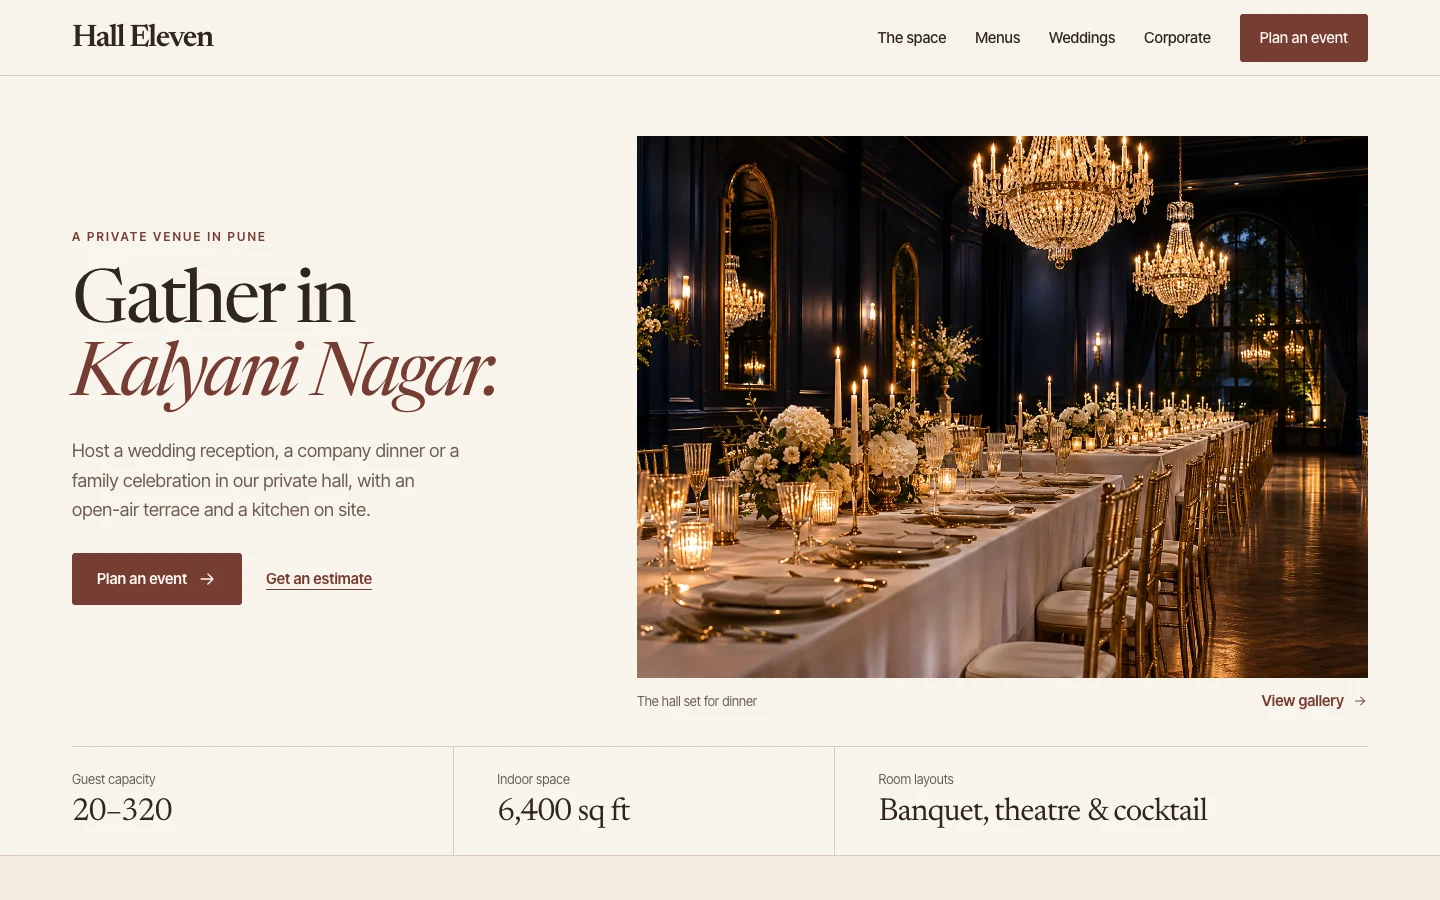 Hall Eleven
The space
Menus
Weddings
Corporate
Plan an event
A PRIVATE VENUE IN PUNE
Gather in
Kalyani Nagar.
Host a wedding reception, a company dinner or a
family celebration in our private hall, with an
open-air terrace and a kitchen on site.
Plan an event →
Get an estimate
The hall set for dinner
View gallery →
Guest capacity
20–320
Indoor space
6,400 sq ft
Room layouts
Banquet, theatre & cocktail